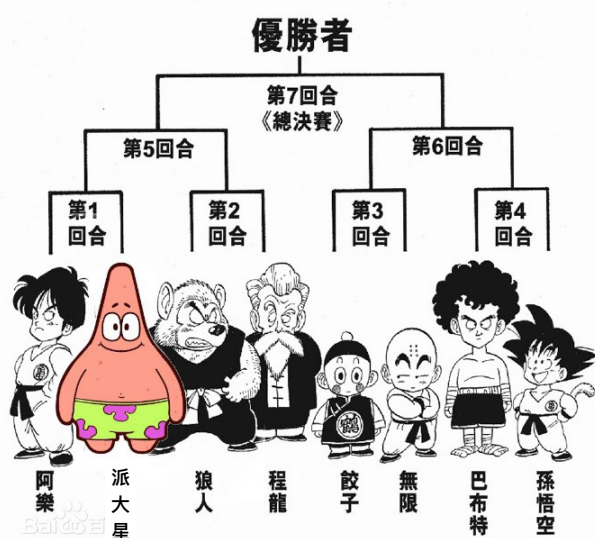 優勝者
第7回合
《總決賽》
第5回合
第6回合
第1
回合
第2
回合
第3
回合
第4
回合
阿樂
派大星
狼人
程龍
餃子
無限
巴布特
孫悟空
Bai 百